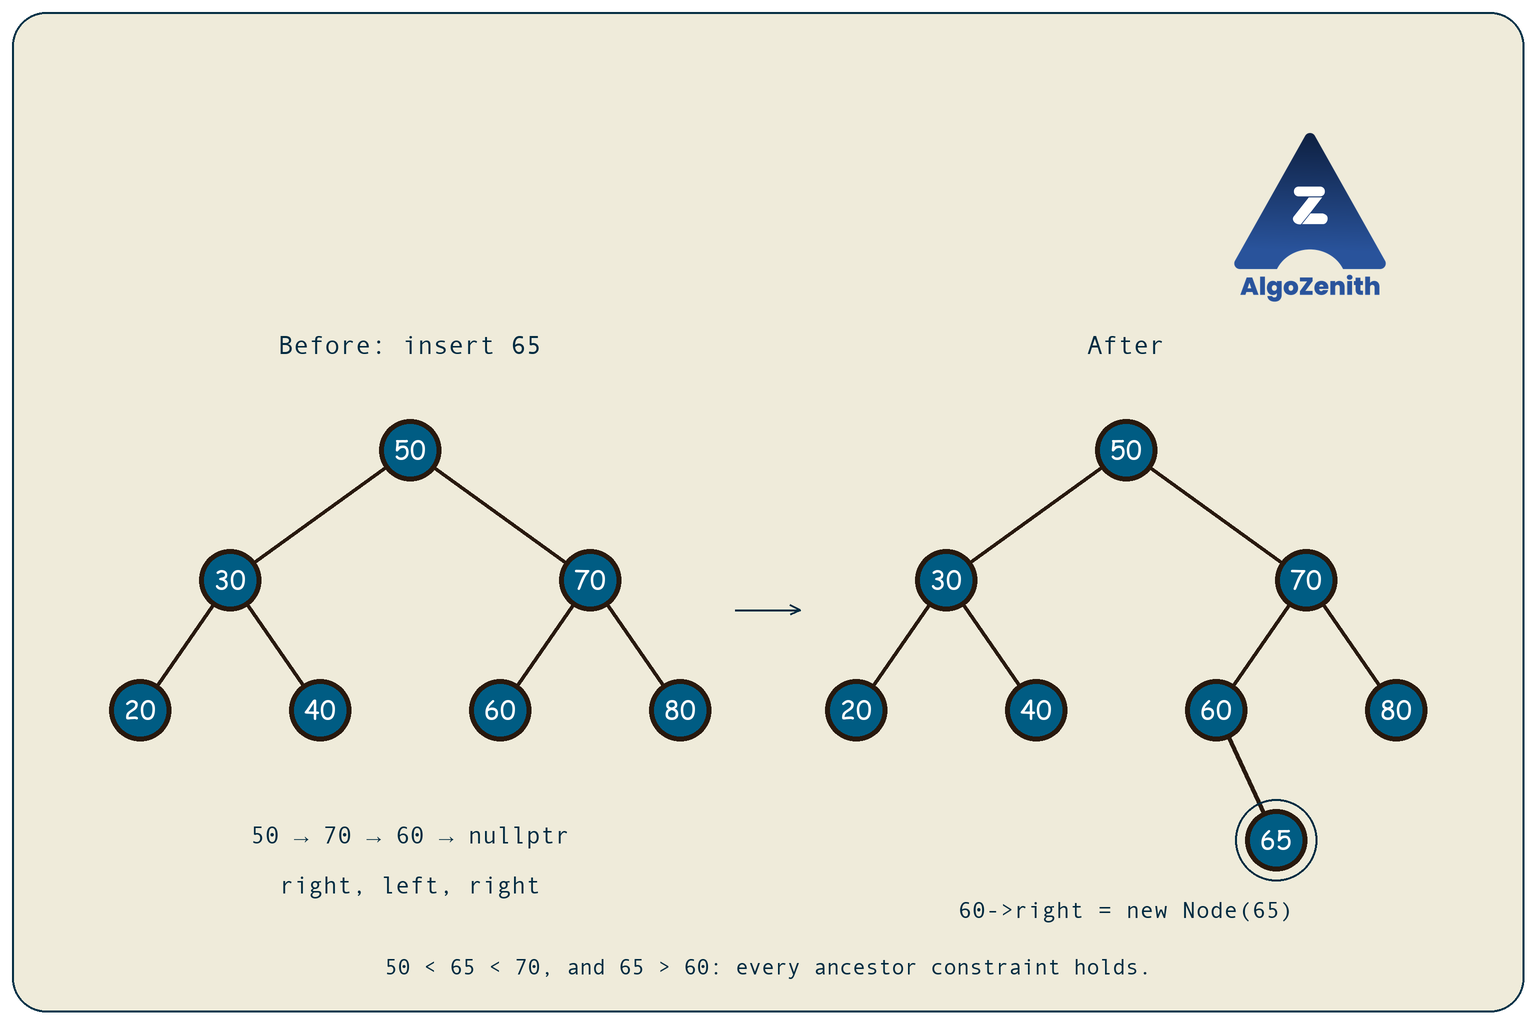 Z
AlgoZenith
Before: insert 65
After
50
30 70
20 40 60 80
50 → 70 → 60 → nullptr
right, left, right
50
30 70
20 40 60 80
65
60->right = new Node(65)
50 < 65 < 70, and 65 > 60: every ancestor constraint holds.